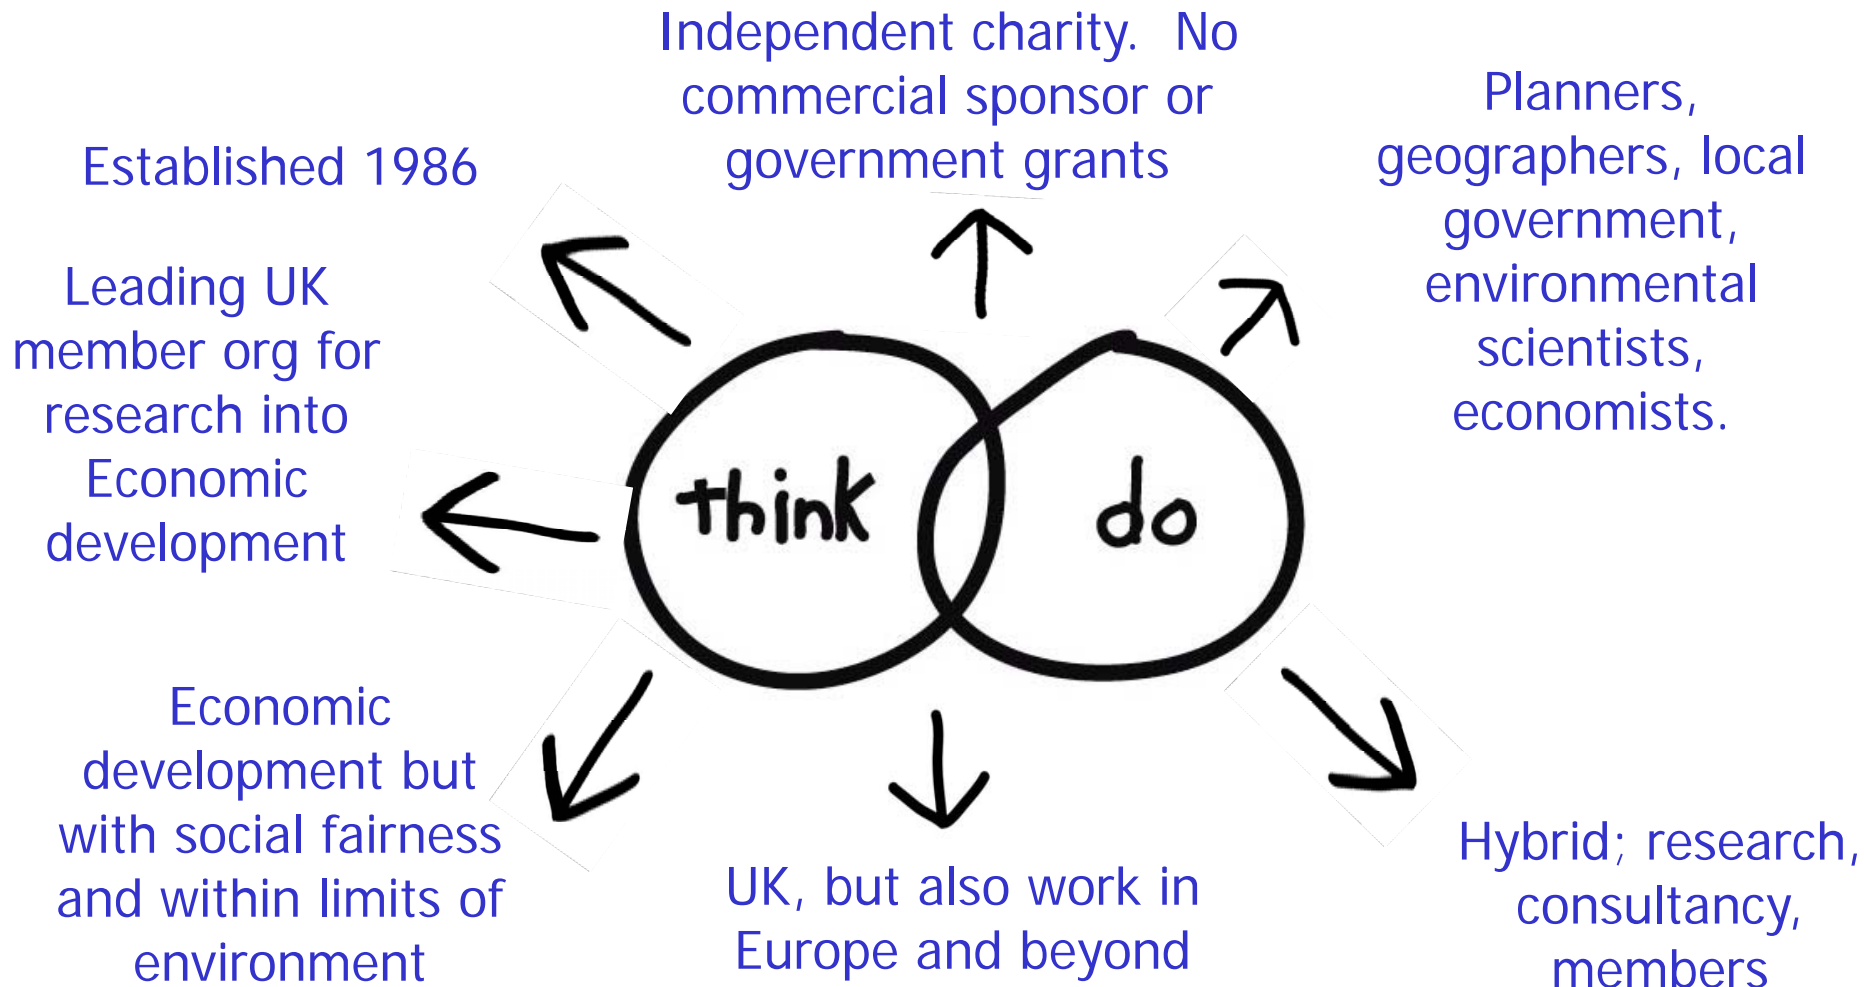 Established 1986
Independent charity.  No
commercial sponsor or
government grants
Planners,
geographers, local
government,
environmental
scientists,
economists.
Leading UK
member org for
research into
Economic
development
think
do
Economic
development but
with social fairness
and within limits of
environment
UK, but also work in
Europe and beyond
Hybrid; research,
consultancy,
members